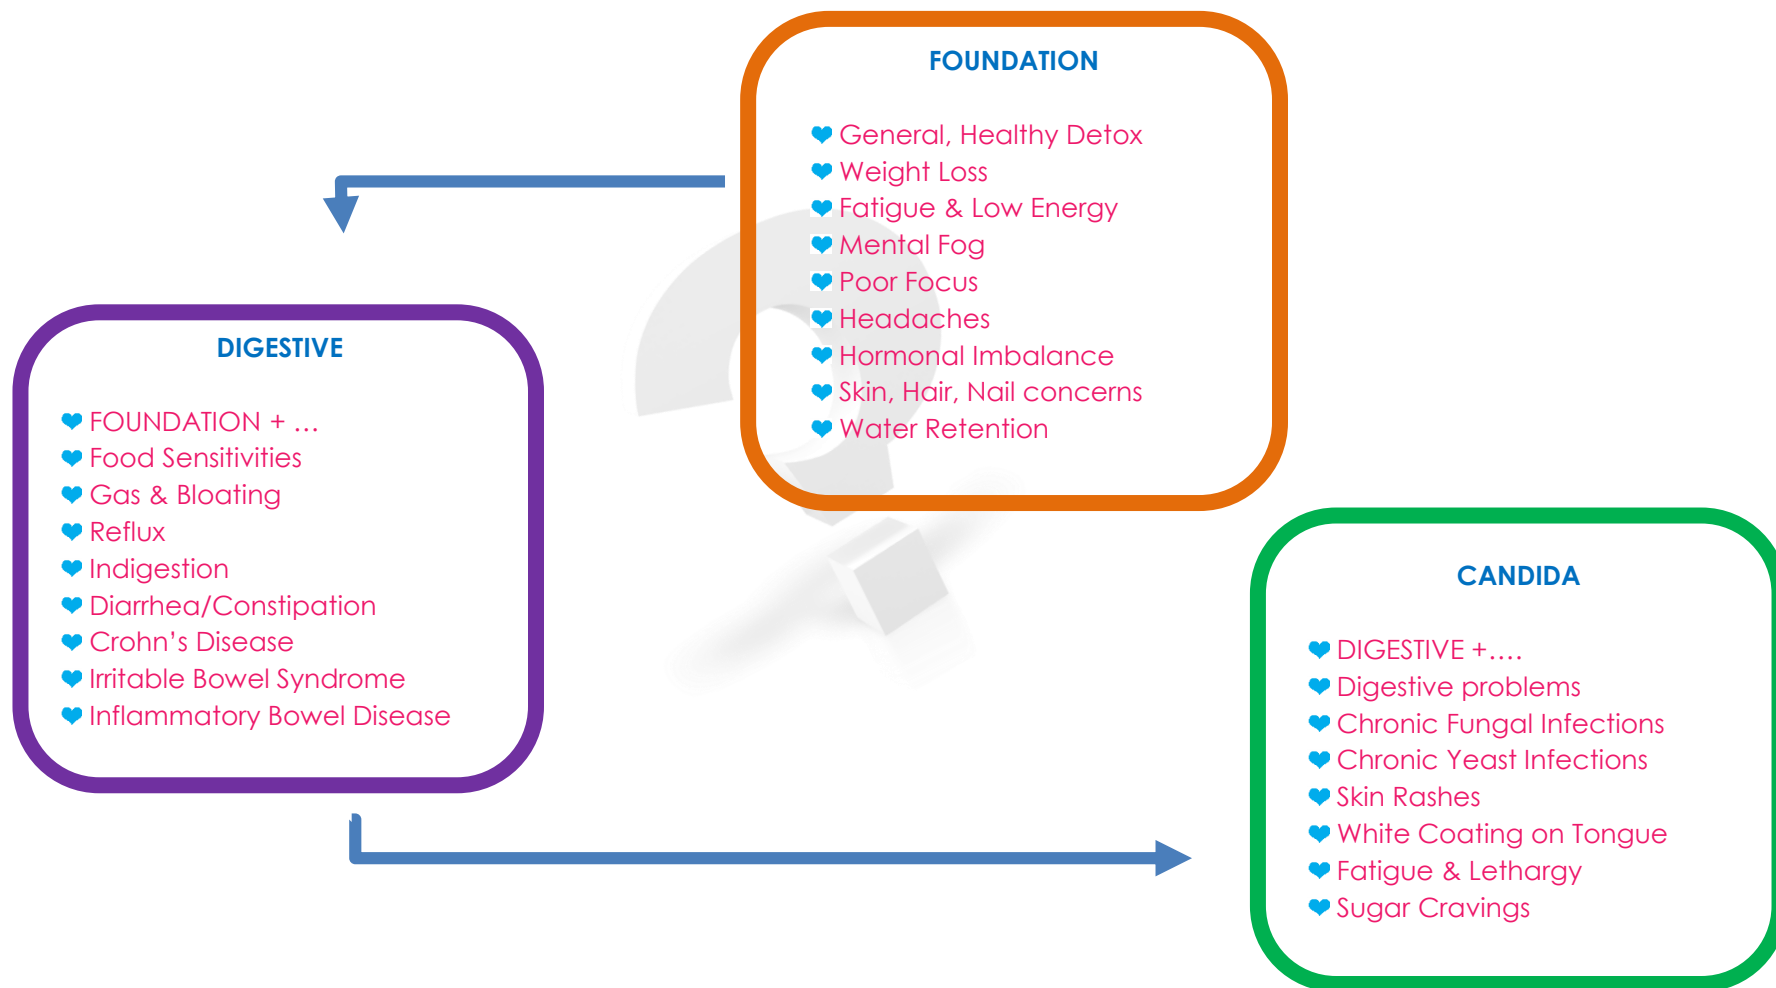 FOUNDATION
General, Healthy Detox
Weight Loss
Fatigue & Low Energy
Mental Fog
Poor Focus
Headaches
Hormonal Imbalance
Skin, Hair, Nail concerns
Water Retention
DIGESTIVE
FOUNDATION + …
Food Sensitivities
Gas & Bloating
Reflux
Indigestion
Diarrhea/Constipation
Crohn’s Disease
Irritable Bowel Syndrome
Inflammatory Bowel Disease
CANDIDA
DIGESTIVE +….
Digestive problems
Chronic Fungal Infections
Chronic Yeast Infections
Skin Rashes
White Coating on Tongue
Fatigue & Lethargy
Sugar Cravings